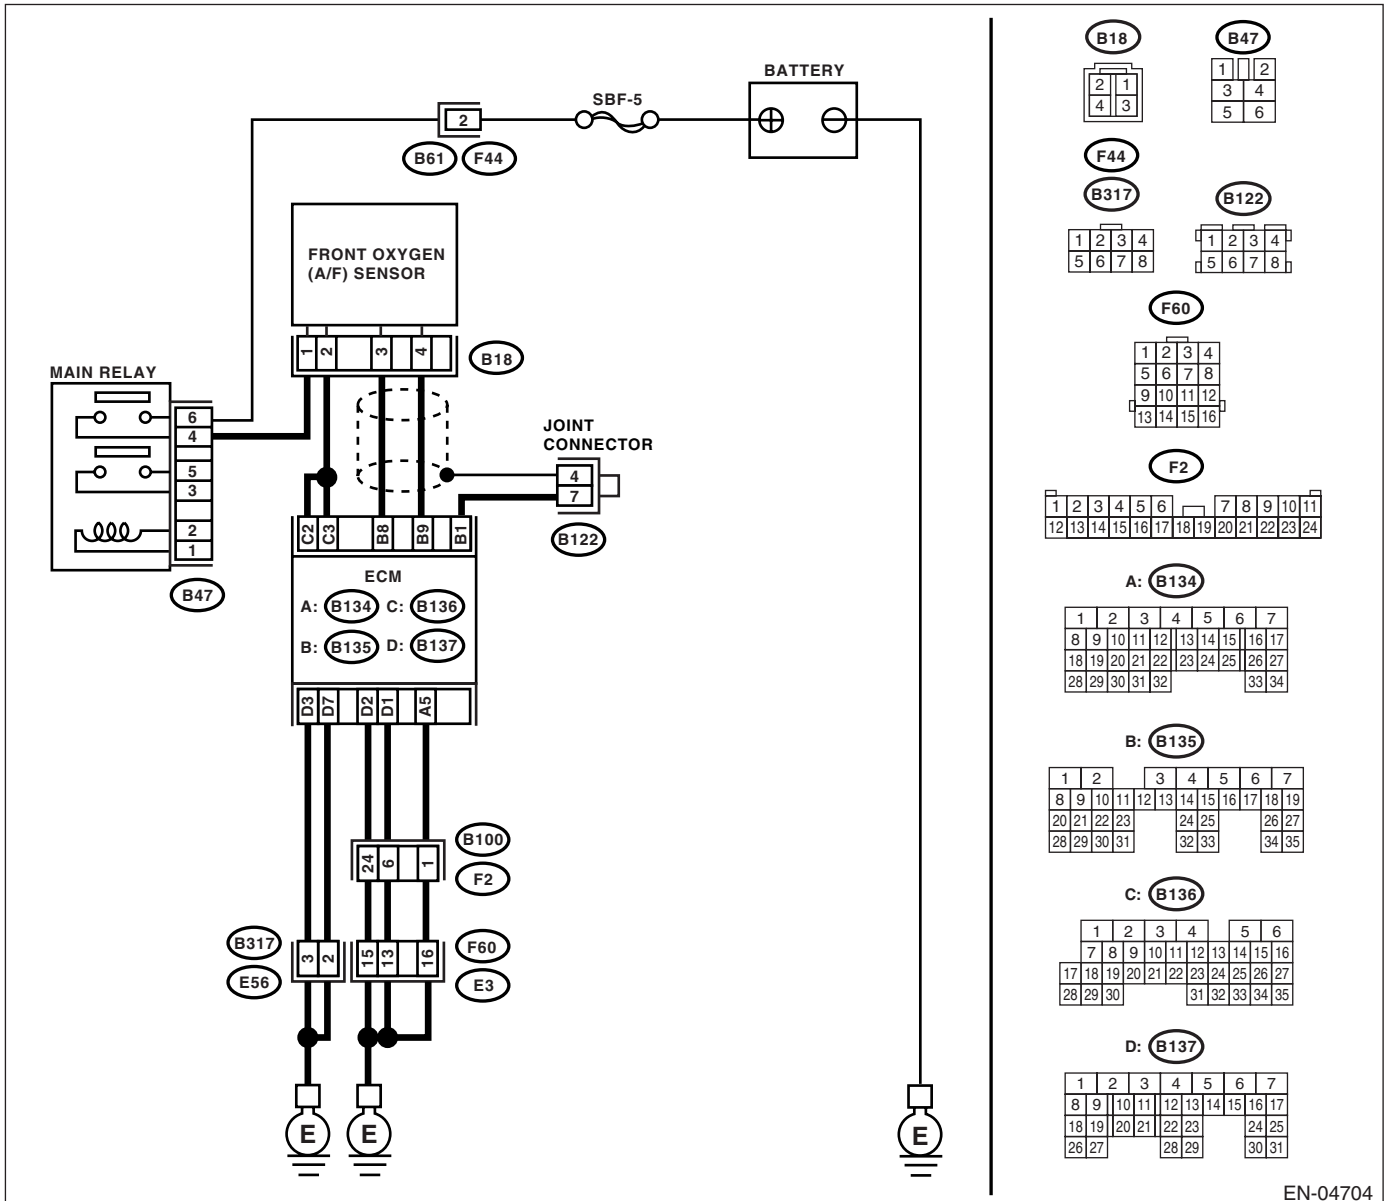 BATTERY
SBF-5
2
B61 F44
FRONT OXYGEN
(A/F) SENSOR
1 2 3 4
B18
MAIN RELAY
6
4
5
3
2
1
B47
JOINT
CONNECTOR
4
7
B122
C2 C3 B8 B9 B1
ECM
A: B134 C: B136
B: B135 D: B137
D3 D7 D2 D1 A5
24 6 1
B100
F2
B317
E56
3 2
15 13 16
F60
E3
E E E
B18
2 1
4 3
B47
1 2
3 4
5 6
F44
B317
1 2 3 4
5 6 7 8
B122
1 2 3 4
5 6 7 8
F60
1 2 3 4
5 6 7 8
9 10 11 12
13 14 15 16
F2
1 2 3 4 5 6 7 8 9 10 11
12 13 14 15 16 17 18 19 20 21 22 23 24
A: B134
1 2 3 4 5 6 7
8 9 10 11 12 13 14 15 16 17
18 19 20 21 22 23 24 25 26 27
28 29 30 31 32 33 34
B: B135
1 2 3 4 5 6 7
8 9 10 11 12 13 14 15 16 17 18 19
20 21 22 23 24 25 26 27
28 29 30 31 32 33 34 35
C: B136
1 2 3 4 5 6
7 8 9 10 11 12 13 14 15 16
17 18 19 20 21 22 23 24 25 26 27
28 29 30 31 32 33 34 35
D: B137
1 2 3 4 5 6 7
8 9 10 11 12 13 14 15 16 17
18 19 20 21 22 23 24 25
26 27 28 29 30 31
EN-04704